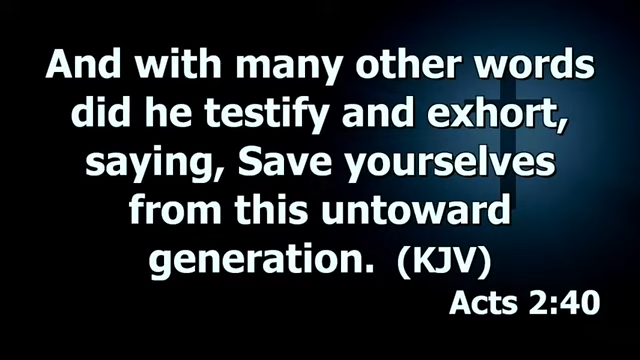 And with many other words
did he testify and exhort,
saying, Save yourselves
from this untoward
generation. (KJV)
Acts 2:40